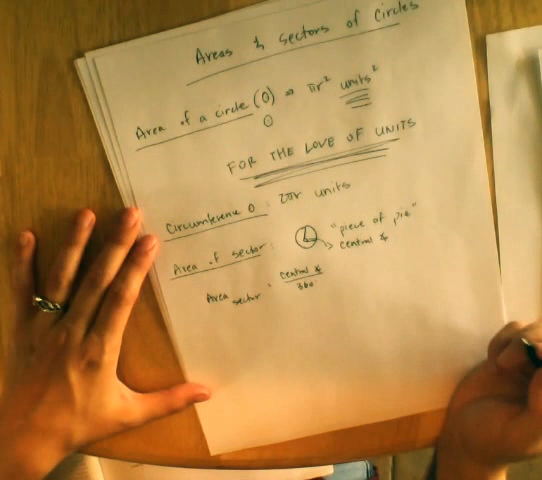 Areas & Sectors of Circles
Area of a circle (O) => πr² units²
O
FOR THE LOVE OF UNITS
Circumference O : 2πr units
Area of sector : "piece of pie"
central ∡
Area sector = central ∡
360